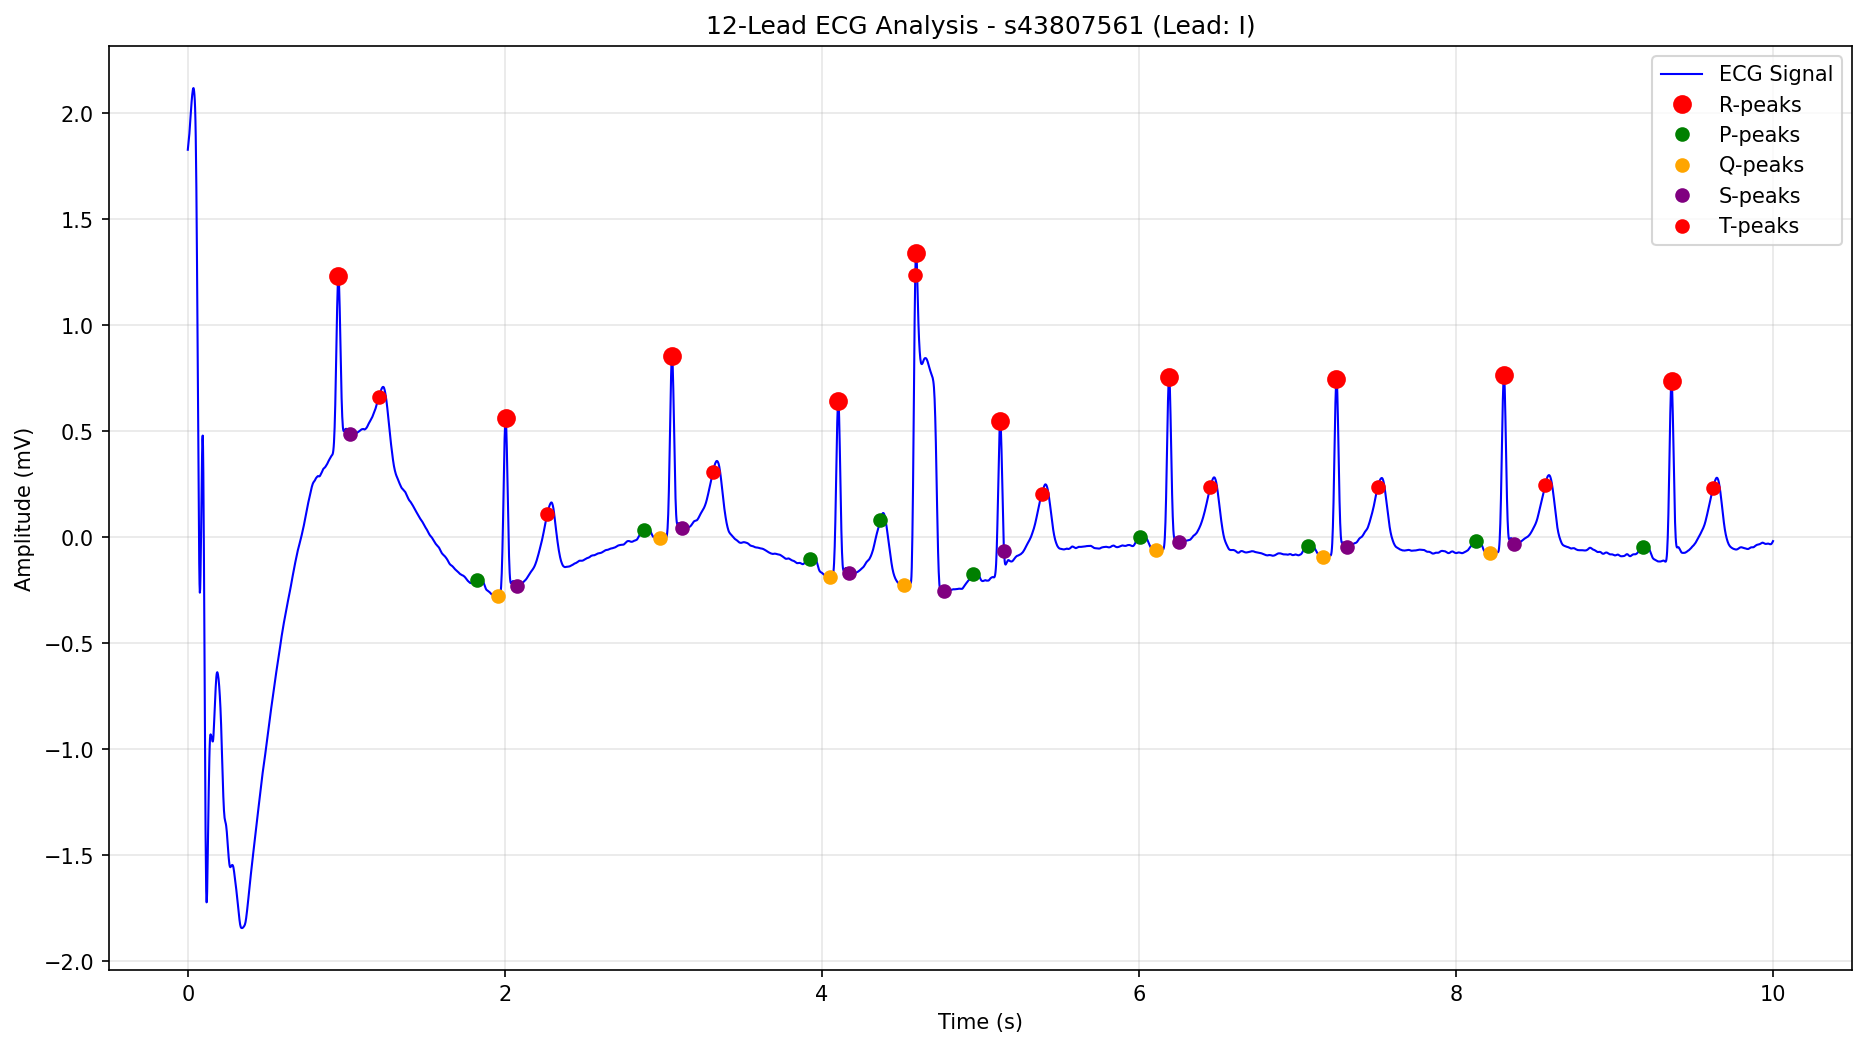 12-Lead ECG Analysis - s43807561 (Lead: I)
ECG Signal
R-peaks
P-peaks
Q-peaks
S-peaks
T-peaks
Amplitude (mV)
2.0
1.5
1.0
0.5
0.0
−0.5
−1.0
−1.5
−2.0
0 2 4 6 8 10
Time (s)